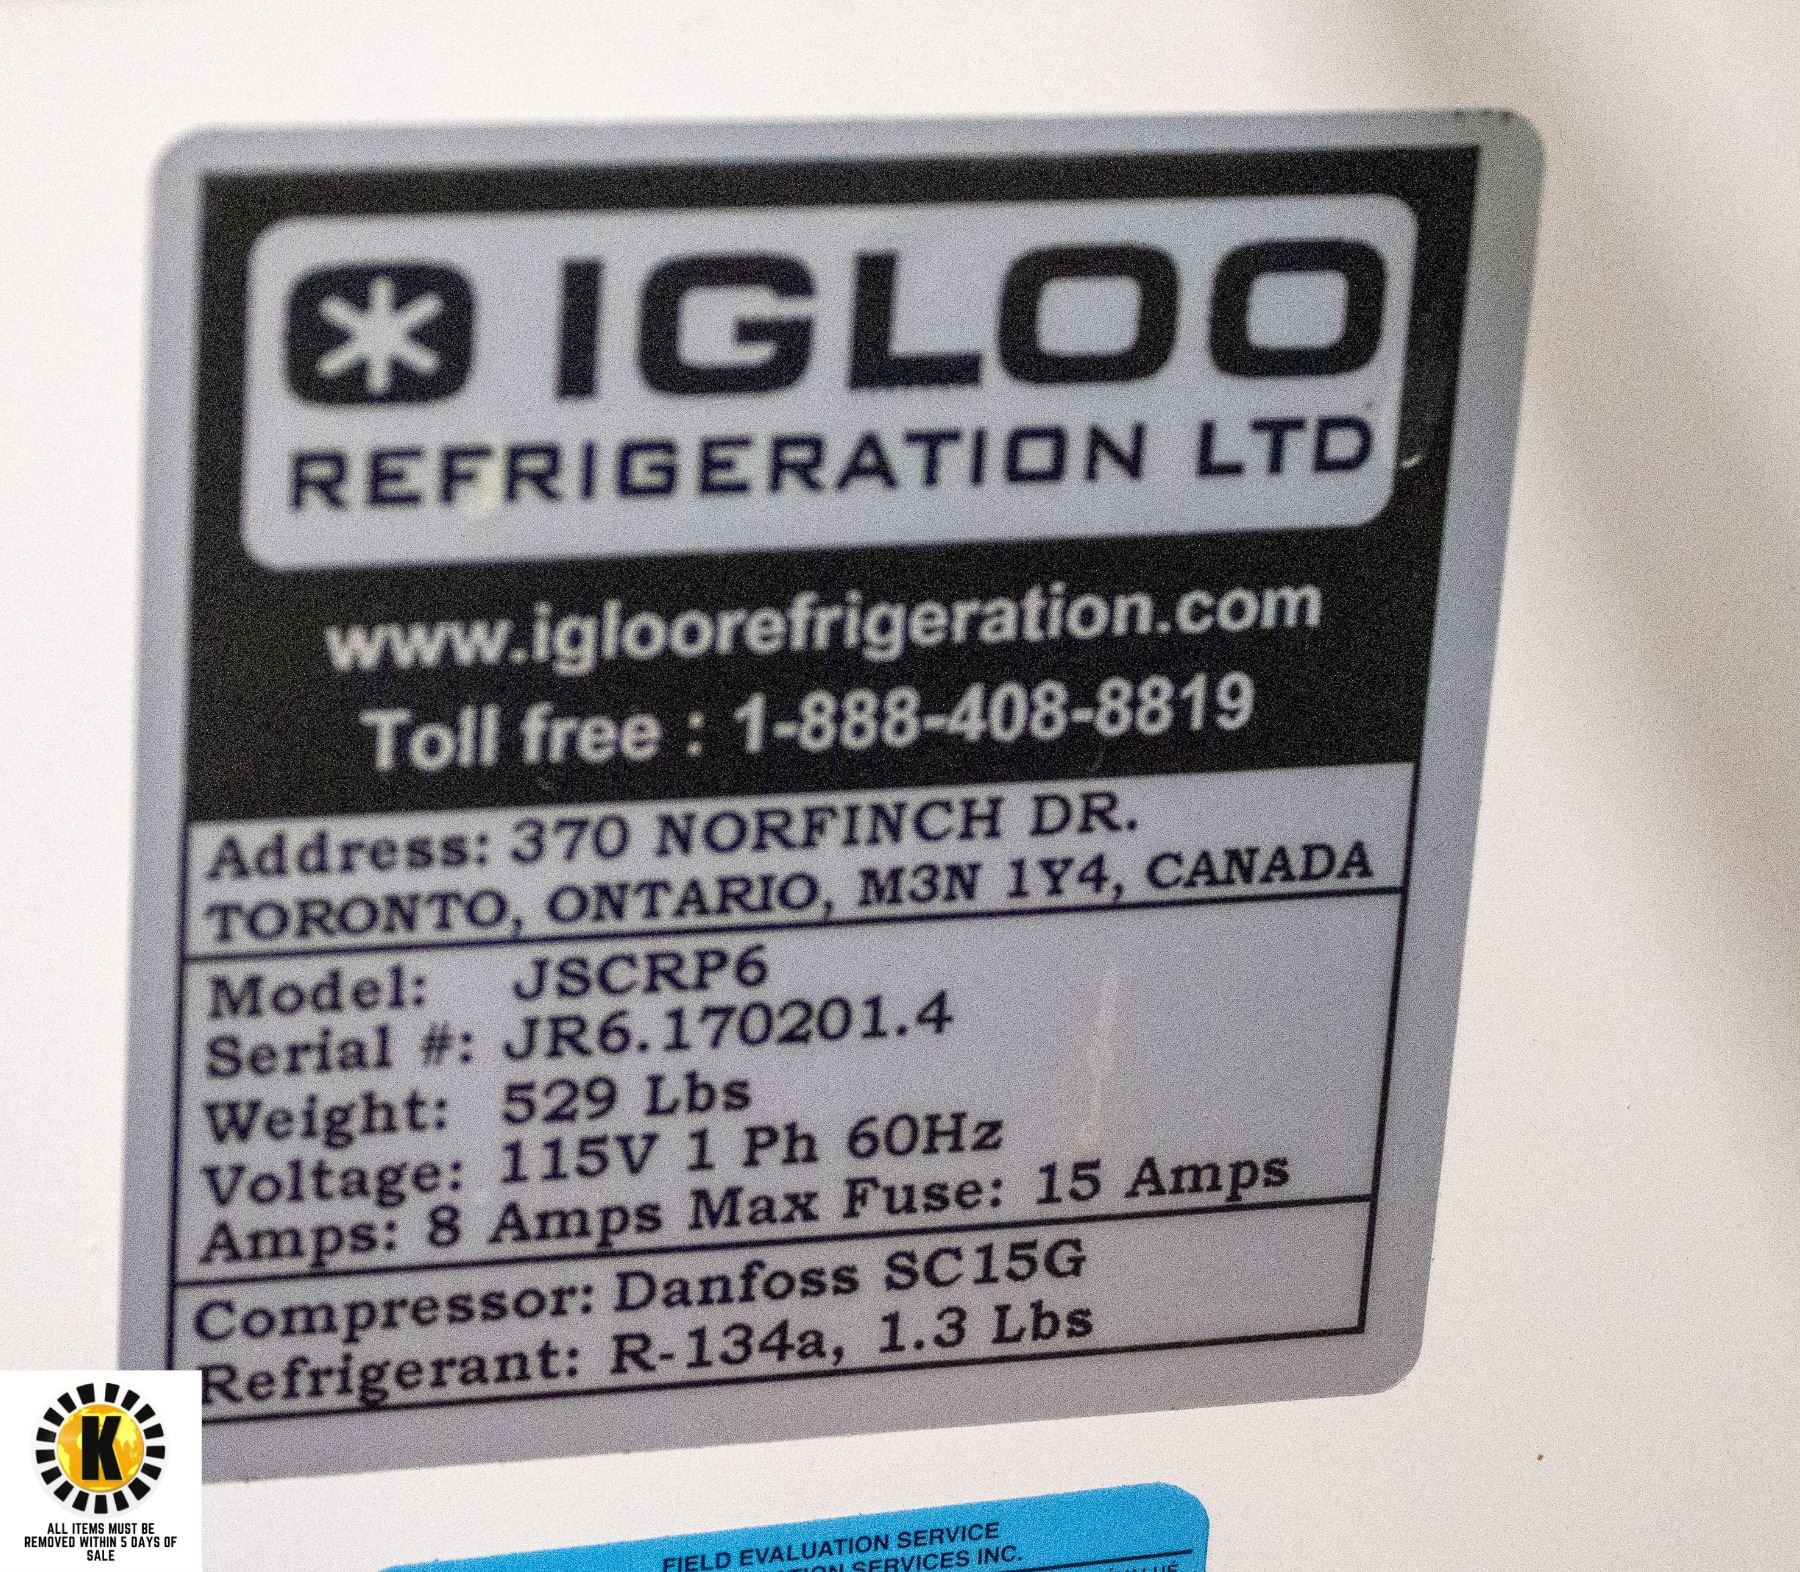 IGLOO
REFRIGERATION LTD
www.igloorefrigeration.com
Toll free : 1-888-408-8819
Address: 370 NORFINCH DR.
TORONTO, ONTARIO, M3N 1Y4, CANADA
Model: JSCRP6
Serial #: JR6.170201.4
Weight: 529 Lbs
Voltage: 115V 1 Ph 60Hz
Amps: 8 Amps Max Fuse: 15 Amps
Compressor: Danfoss SC15G
Refrigerant: R-134a, 1.3 Lbs
K
ALL ITEMS MUST BE
REMOVED WITHIN 5 DAYS OF
SALE
FIELD EVALUATION SERVICE
SERVICES INC.